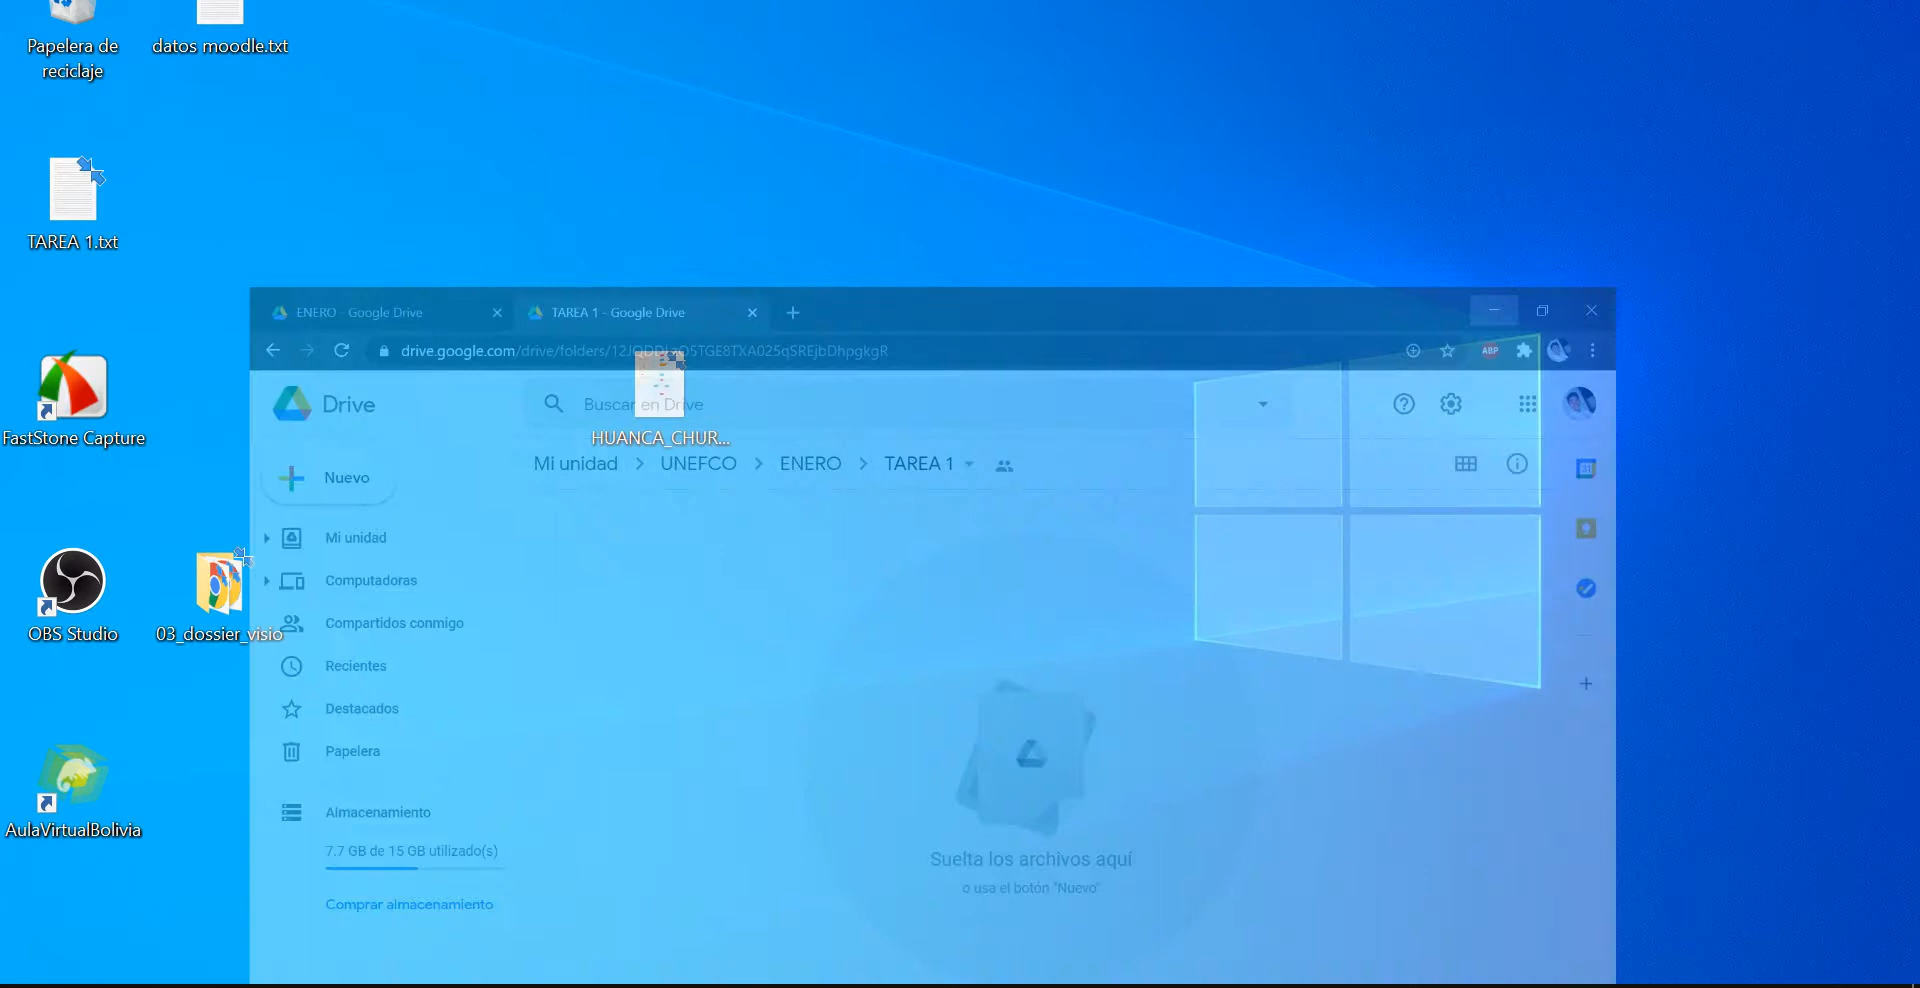 Papelera de
reciclaje
datos moodle.txt
TAREA 1.txt
FastStone Capture
OBS Studio
03_dossier_visio
AulaVirtualBolivia
HUANCA_CHUR...
ENERO - Google Drive
TAREA 1 - Google Drive
drive.google.com/drive/folders/
ABP
Drive
Buscar en Drive
Mi unidad > UNEFCO > ENERO > TAREA 1
Nuevo
Mi unidad
Computadoras
Compartidos conmigo
Recientes
Destacados
Papelera
Almacenamiento
7.7 GB de 15 GB utilizado(s)
Comprar almacenamiento
31
Suelta los archivos aquí
o usa el botón "Nuevo"